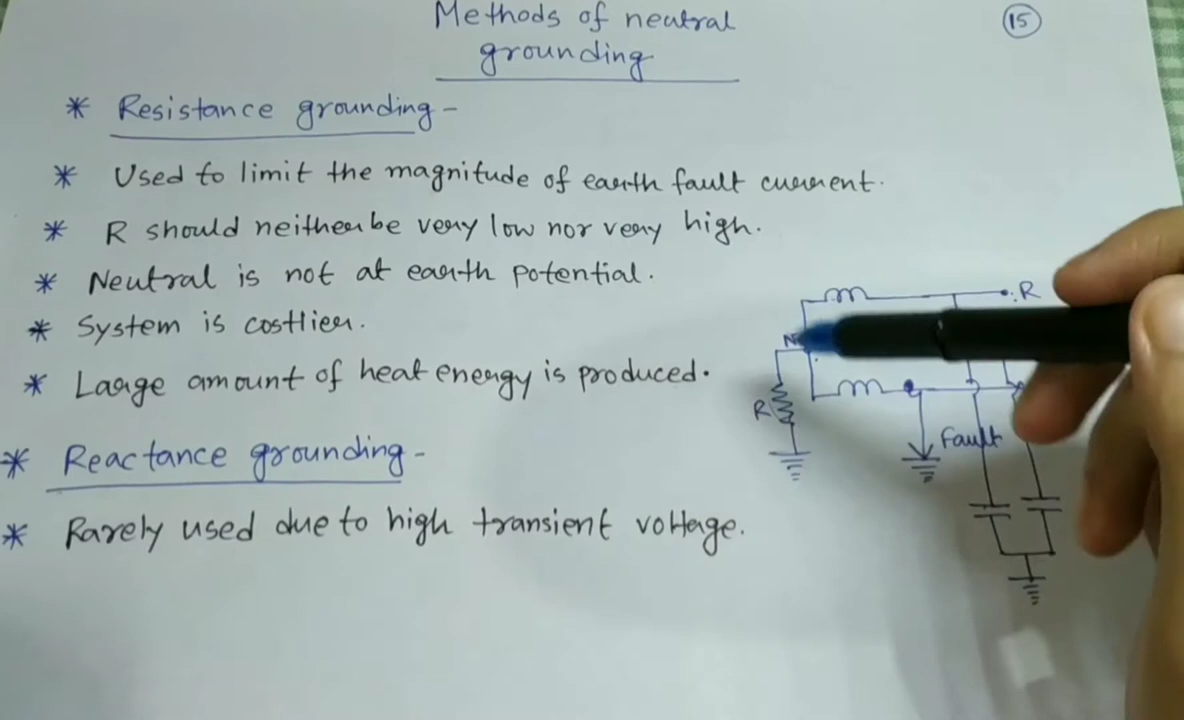 Methods of neutral
grounding
15
* Resistance grounding -
* Used to limit the magnitude of earth fault current.
* R should neither be very low nor very high.
* Neutral is not at earth potential.
* System is costlier.
* Large amount of heat energy is produced.
* Reactance grounding -
* Rarely used due to high transient voltage.
R
N
R
Fault